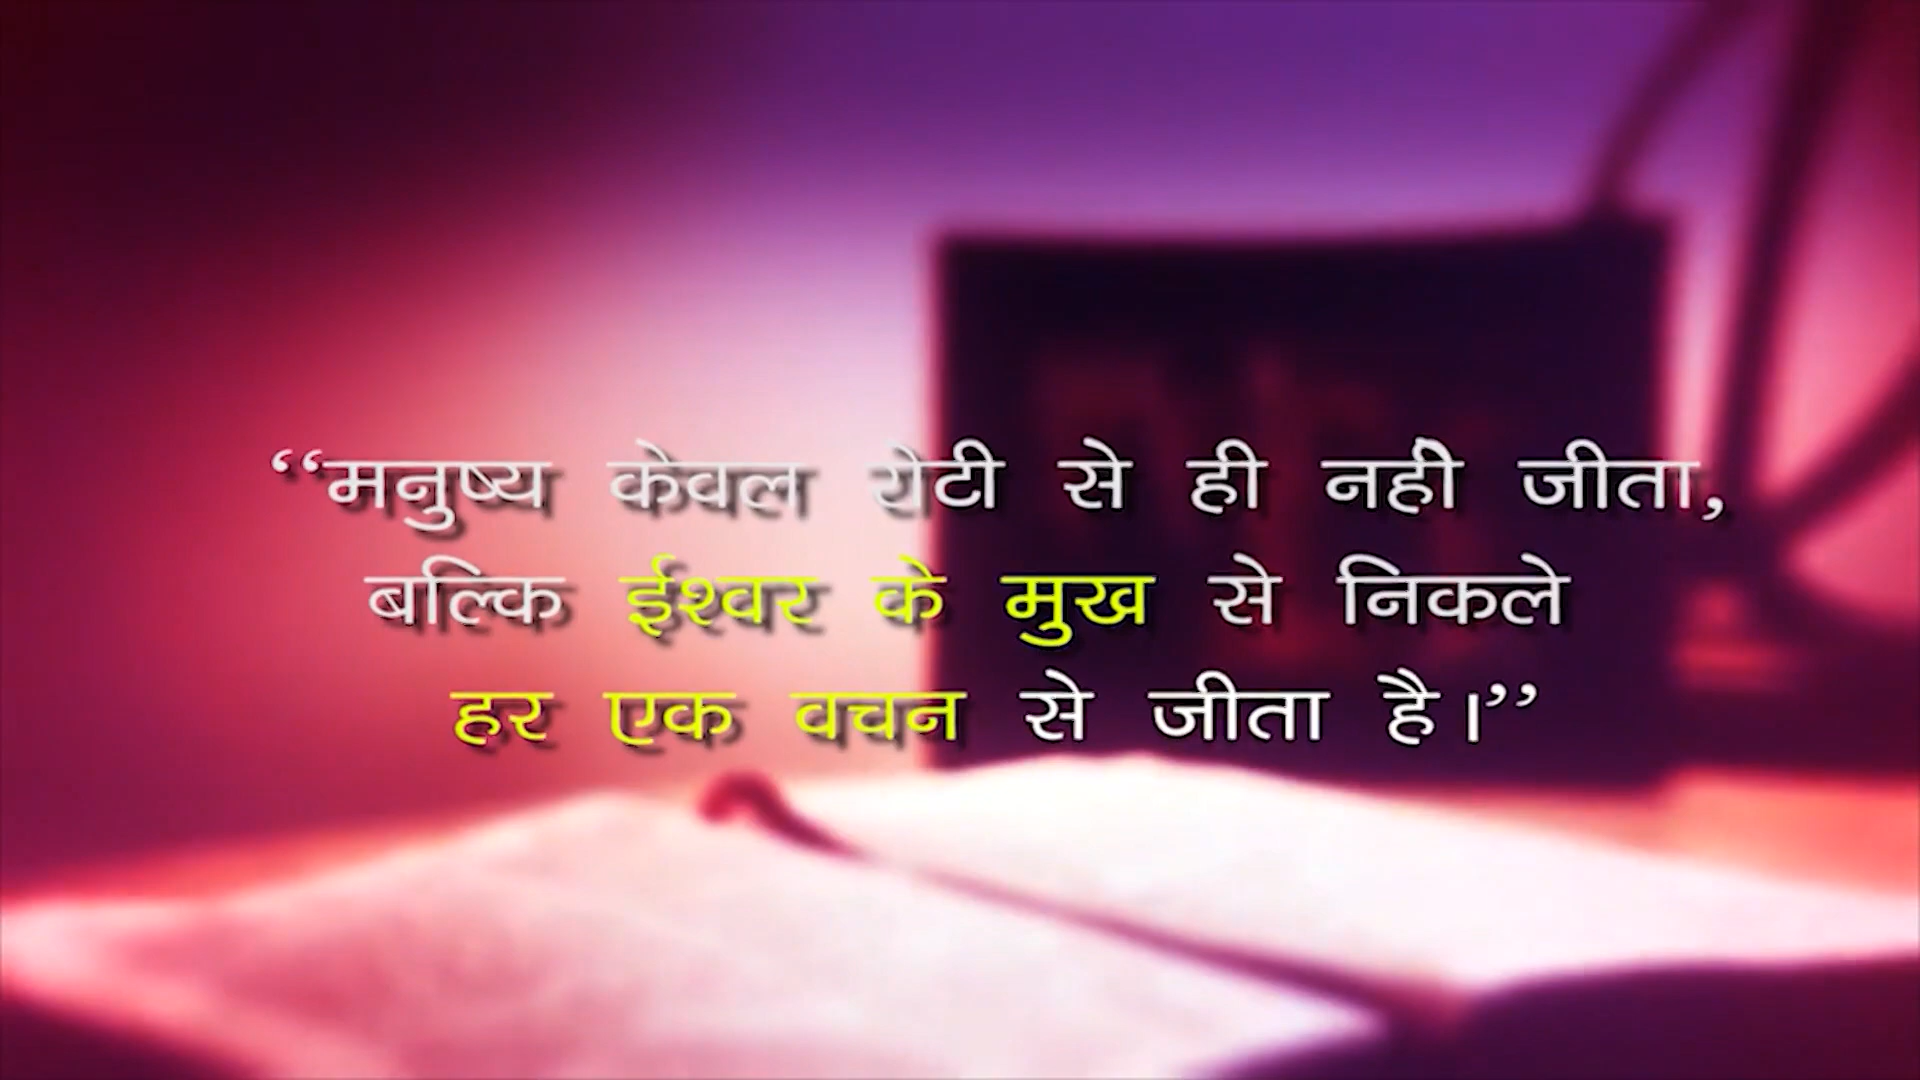 “मनुष्य केवल रोटी से ही नहीं जीता,
बल्कि ईश्वर के मुख से निकले
हर एक वचन से जीता है।”